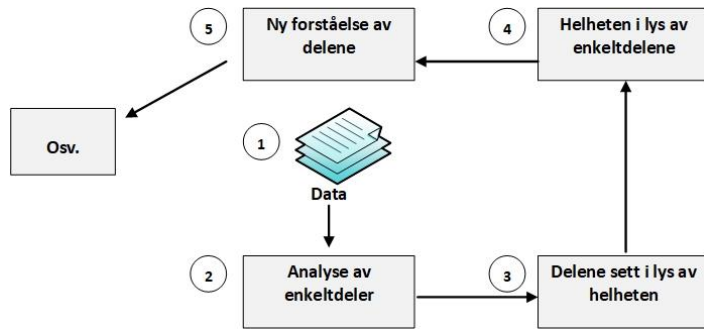 5
Ny forståelse av
delene
4
Helheten i lys av
enkeltdelene
Osv.
1
Data
2
Analyse av
enkeltdeler
3
Delene sett i lys av
helheten